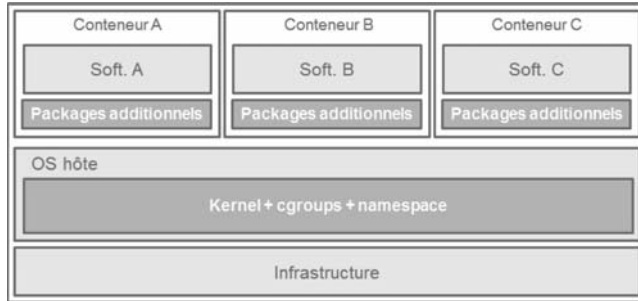 Conteneur A
Conteneur B
Conteneur C
Soft. A
Soft. B
Soft. C
Packages additionnels
Packages additionnels
Packages additionnels
OS hôte
Kernel + cgroups + namespace
Infrastructure